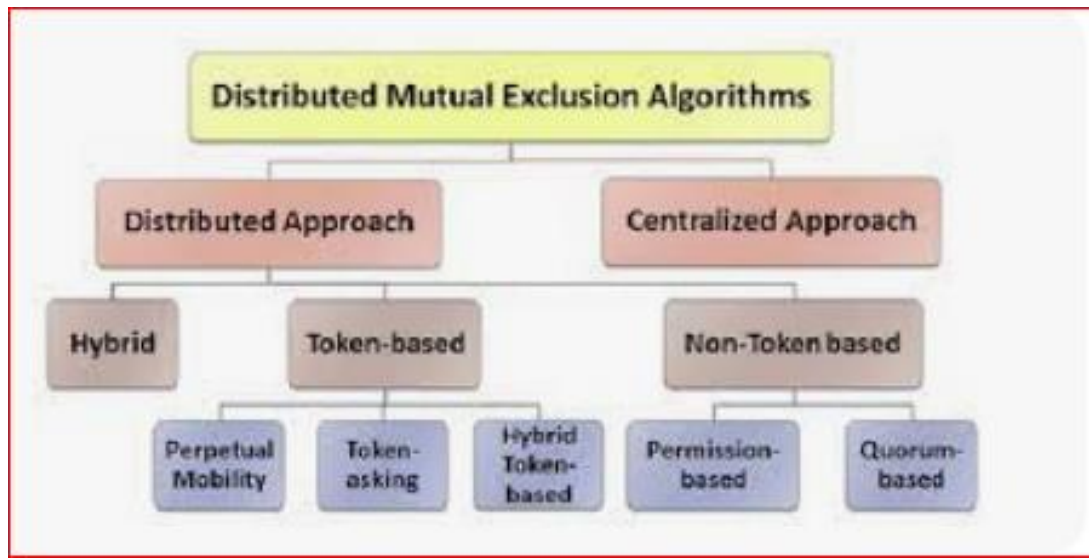 Distributed Mutual Exclusion Algorithms
Distributed Approach
Centralized Approach
Hybrid
Token-based
Non-Token based
Perpetual
Mobility
Token-
asking
Hybrid
Token-
based
Permission-
based
Quorum-
based